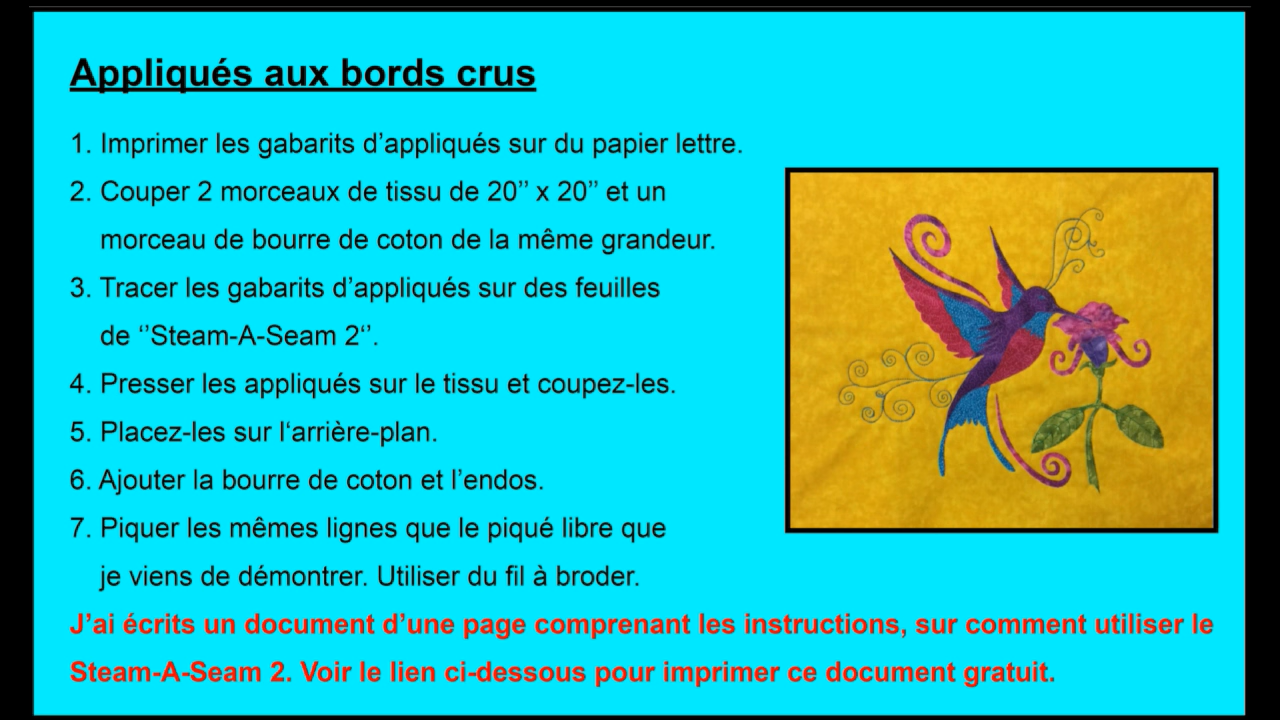 Appliqués aux bords crus
1. Imprimer les gabarits d’appliqués sur du papier lettre.
2. Couper 2 morceaux de tissu de 20’’ x 20’’ et un
morceau de bourre de coton de la même grandeur.
3. Tracer les gabarits d’appliqués sur des feuilles
de ‘’Steam-A-Seam 2‘’.
4. Presser les appliqués sur le tissu et coupez-les.
5. Placez-les sur l‘arrière-plan.
6. Ajouter la bourre de coton et l’endos.
7. Piquer les mêmes lignes que le piqué libre que
je viens de démontrer. Utiliser du fil à broder.
J’ai écrits un document d’une page comprenant les instructions, sur comment utiliser le
Steam-A-Seam 2. Voir le lien ci-dessous pour imprimer ce document gratuit.